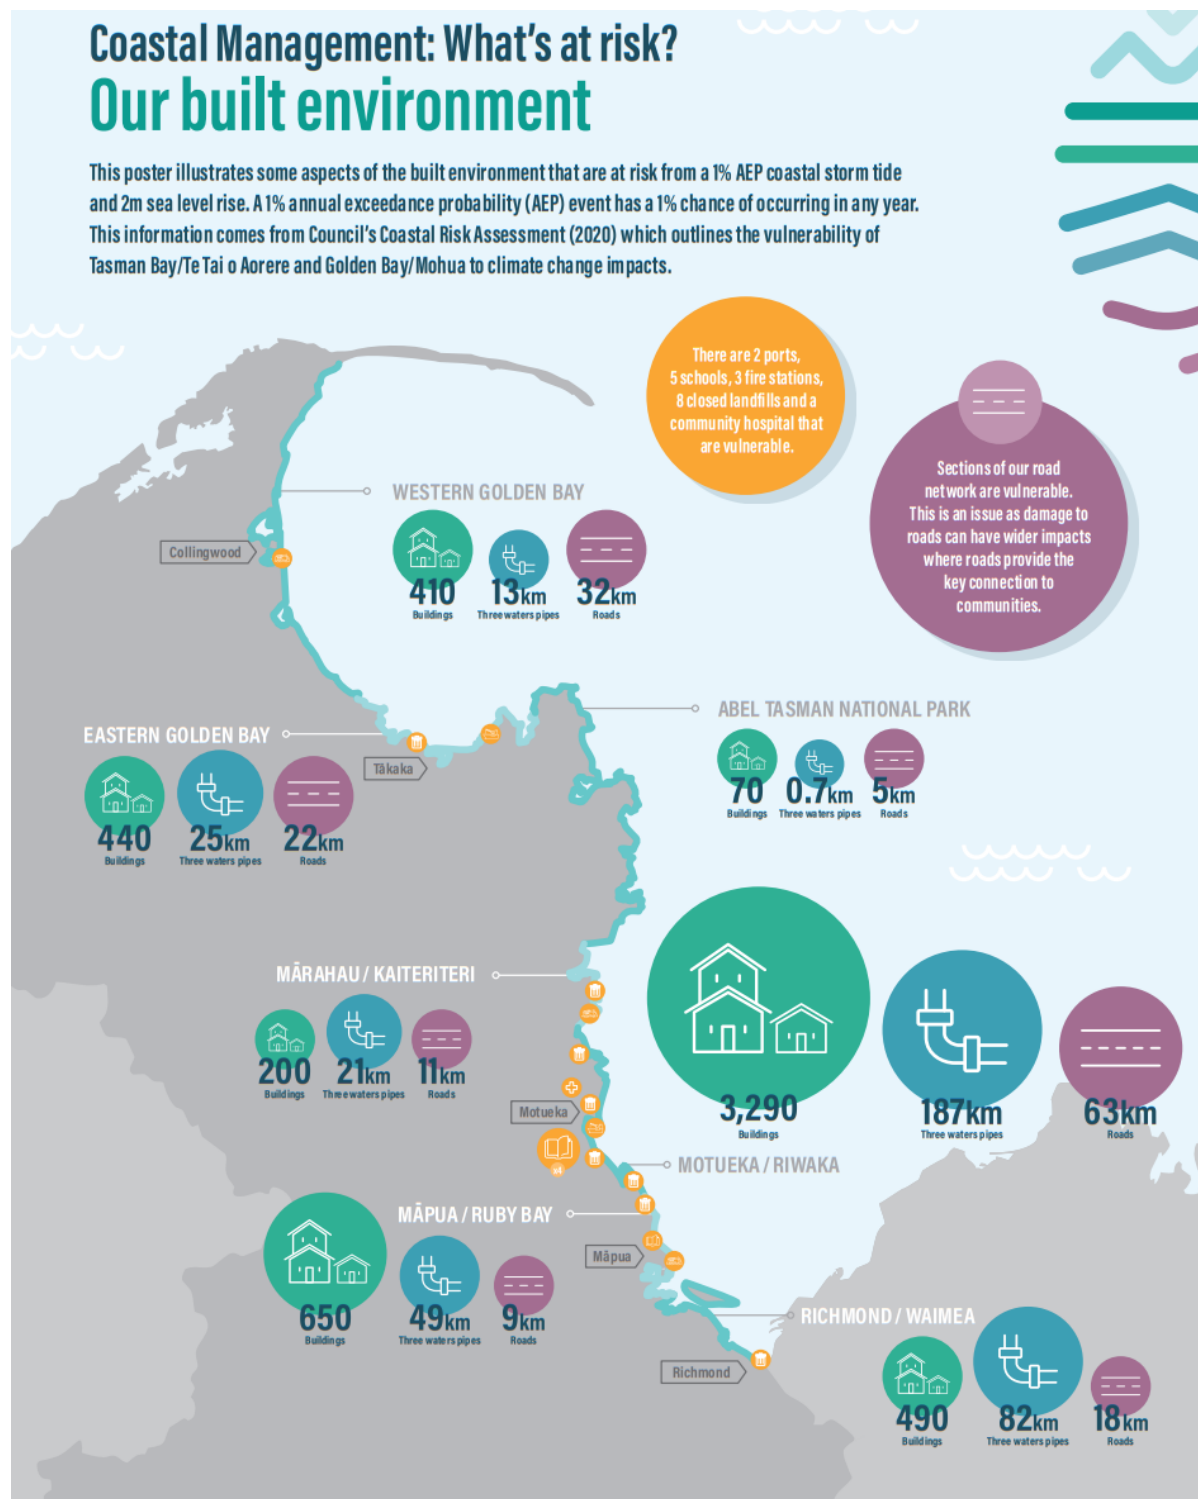 Coastal Management: What's at risk?
Our built environment
This poster illustrates some aspects of the built environment that are at risk from a 1% AEP coastal storm tide
and 2m sea level rise. A 1% annual exceedance probability (AEP) event has a 1% chance of occurring in any year.
This information comes from Council's Coastal Risk Assessment (2020) which outlines the vulnerability of
Tasman Bay/Te Tai o Aorere and Golden Bay/Mohua to climate change impacts.
There are 2 ports,
5 schools, 3 fire stations,
8 closed landfills and a
community hospital that
are vulnerable.
Sections of our road
network are vulnerable.
This is an issue as damage to
roads can have wider impacts
where roads provide the
key connection to
communities.
WESTERN GOLDEN BAY
410 13km 32km
Buildings Three waters pipes Roads
Collingwood
EASTERN GOLDEN BAY
440 25km 22km
Buildings Three waters pipes Roads
Tākaka
ABEL TASMAN NATIONAL PARK
70 0.7km 5km
Buildings Three waters pipes Roads
MĀRAHAU / KAITERITERI
200 21km 11km
Buildings Three waters pipes Roads
3,290 187km 63km
Buildings Three waters pipes Roads
MOTUEKA / RIWAKA
Motueka
x4
MĀPUA / RUBY BAY
650 49km 9km
Buildings Three waters pipes Roads
Māpua
RICHMOND / WAIMEA
490 82km 18km
Buildings Three waters pipes Roads
Richmond